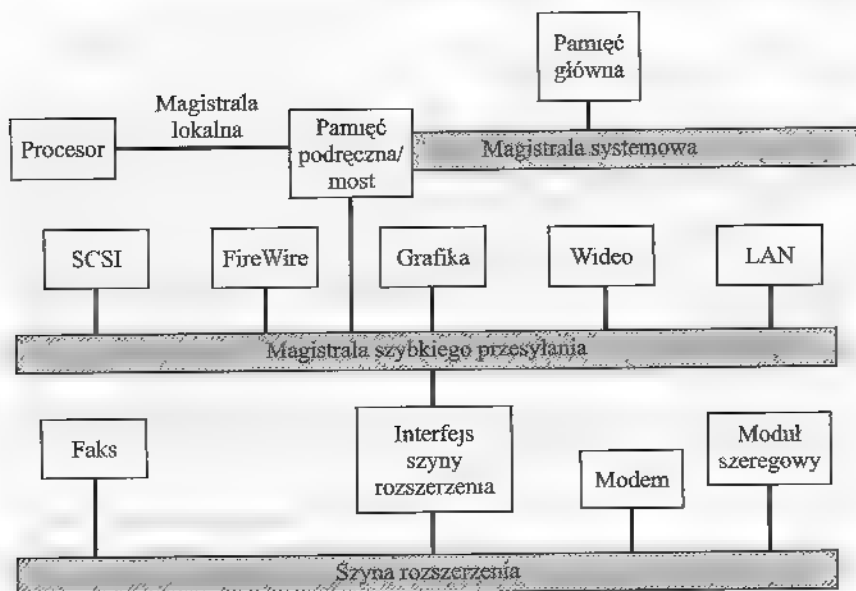 Pamięć
główna
Magistrala
lokalna
Procesor
Pamięć
podręczna/
most
Magistrala systemowa
SCSI
FireWire
Grafika
Wideo
LAN
Magistrala szybkiego przesyłania
Faks
Interfejs
szyny
rozszerzenia
Modem
Moduł
szeregowy
Szyna rozszerzenia